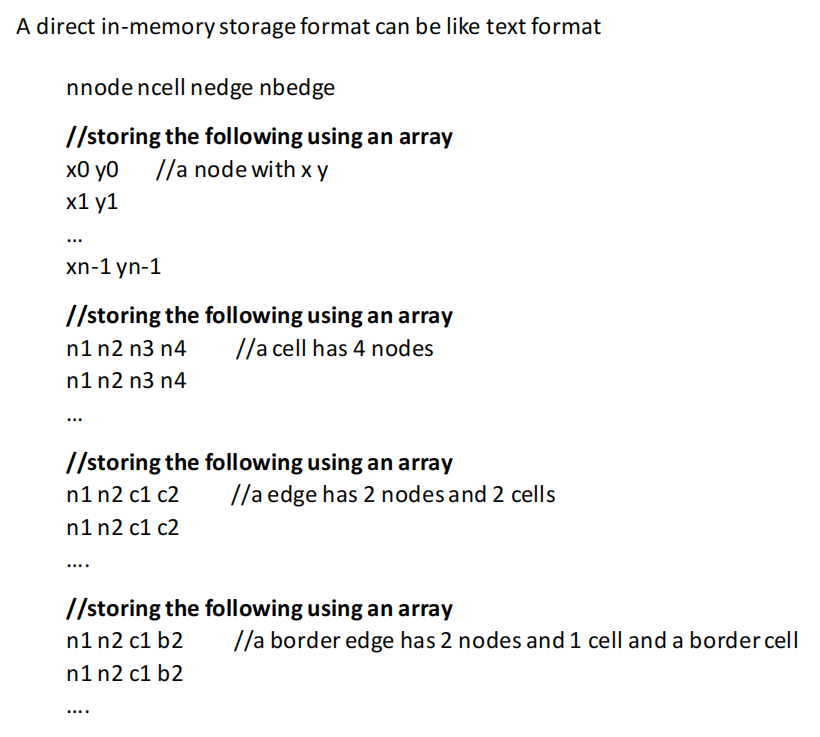 A direct in-memory storage format can be like text format
nnode ncell nedge nbedge
//storing the following using an array
x0 y0 //a node with x y
x1 y1
...
xn-1 yn-1
//storing the following using an array
n1 n2 n3 n4 //a cell has 4 nodes
n1 n2 n3 n4
...
//storing the following using an array
n1 n2 c1 c2 //a edge has 2 nodes and 2 cells
n1 n2 c1 c2
....
//storing the following using an array
n1 n2 c1 b2 //a border edge has 2 nodes and 1 cell and a border cell
n1 n2 c1 b2
....